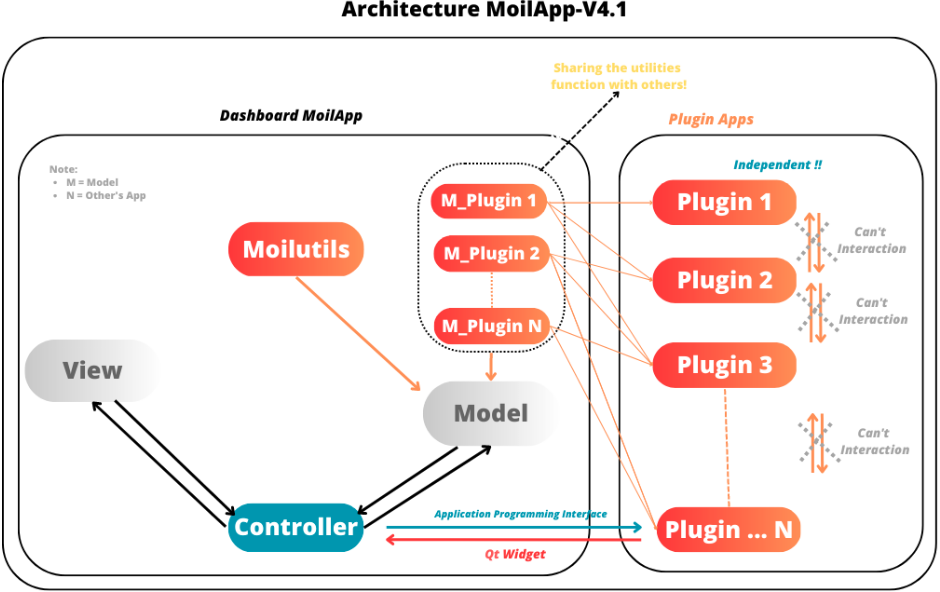 Architecture MoilApp-V4.1
Sharing the utilities
function with others!
Dashboard MoilApp
Plugin Apps
Note:
• M = Model
• N = Other's App
Independent !!
M_Plugin 1
Plugin 1
Moilutils
M_Plugin 2
Can't
Interaction
Plugin 2
M_Plugin N
Can't
Interaction
View
Plugin 3
Model
Can't
Interaction
Controller
Application Programming Interface
Plugin ... N
Qt Widget